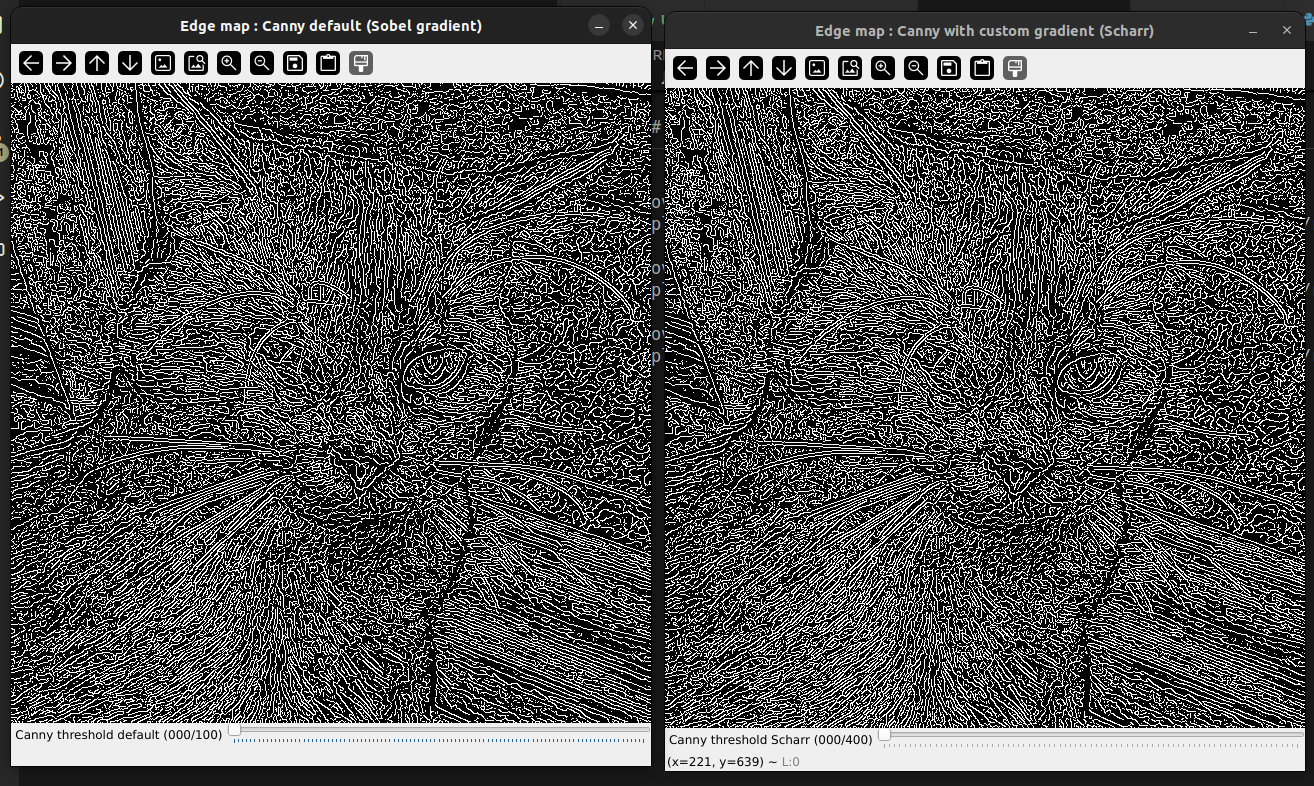 Edge map : Canny default (Sobel gradient)
Edge map : Canny with custom gradient (Scharr)
Canny threshold default (000/100)
Canny threshold Scharr (000/400)
(x=221, y=639) ~ L:0